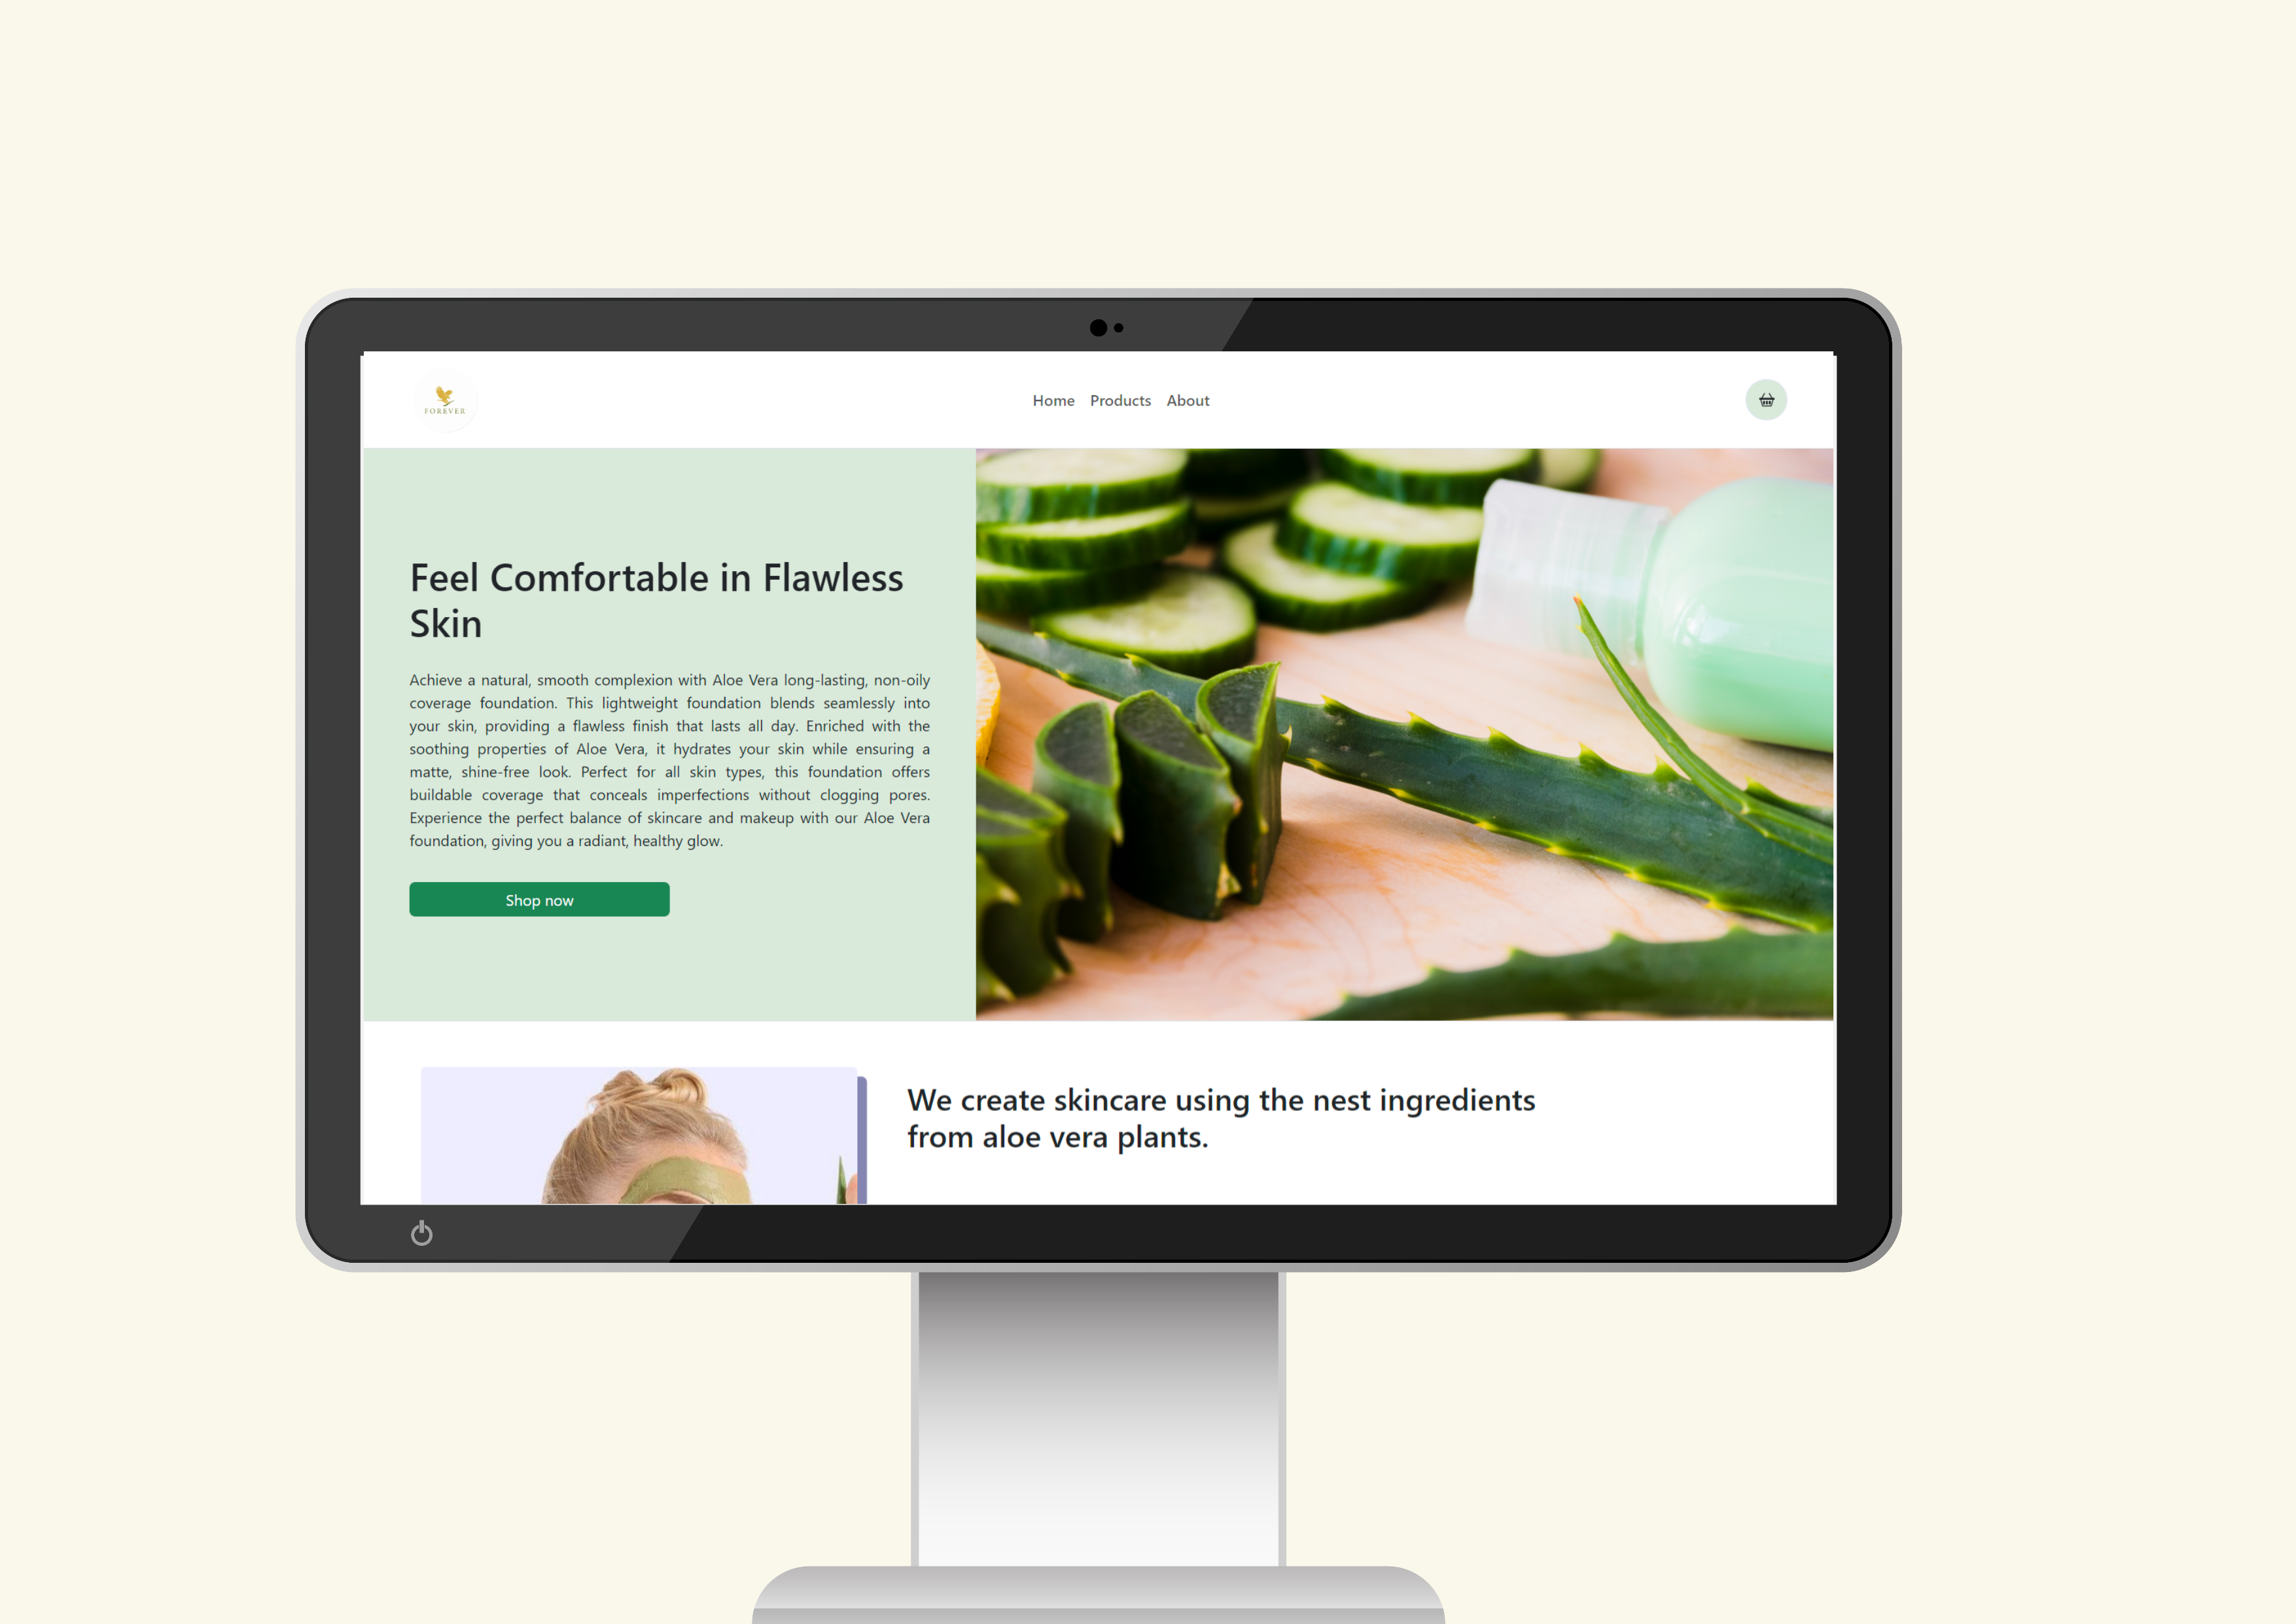 FOREVER
Home Products About
Feel Comfortable in Flawless
Skin
Achieve a natural, smooth complexion with Aloe Vera long-lasting, non-oily
coverage foundation. This lightweight foundation blends seamlessly into
your skin, providing a flawless finish that lasts all day. Enriched with the
soothing properties of Aloe Vera, it hydrates your skin while ensuring a
matte, shine-free look. Perfect for all skin types, this foundation offers
buildable coverage that conceals imperfections without clogging pores.
Experience the perfect balance of skincare and makeup with our Aloe Vera
foundation, giving you a radiant, healthy glow.
Shop now
We create skincare using the nest ingredients
from aloe vera plants.